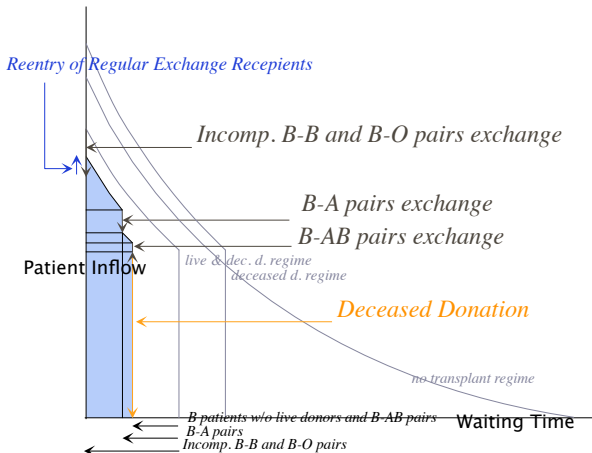 Reentry of Regular Exchange Recepients
Incomp. B-B and B-O pairs exchange
B-A pairs exchange
B-AB pairs exchange
Patient Inflow
live & dec. d. regime
deceased d. regime
Deceased Donation
no transplant regime
B patients w/o live donors and B-AB pairs
Waiting Time
B-A pairs
Incomp. B-B and B-O pairs